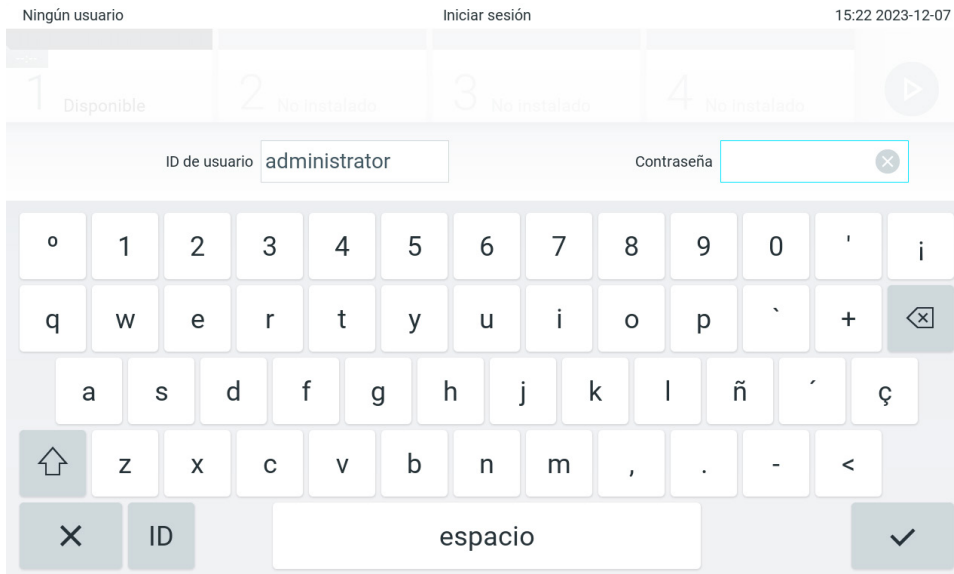 Ningún usuario Iniciar sesión 15:22 2023-12-07
1 Disponible 2 No instalado 3 No instalado 4 No instalado
ID de usuario administrator Contraseña
º 1 2 3 4 5 6 7 8 9 0 ' ¡
q w e r t y u i o p ` +
a s d f g h j k l ñ ´ ç
z x c v b n m , . - <
ID espacio